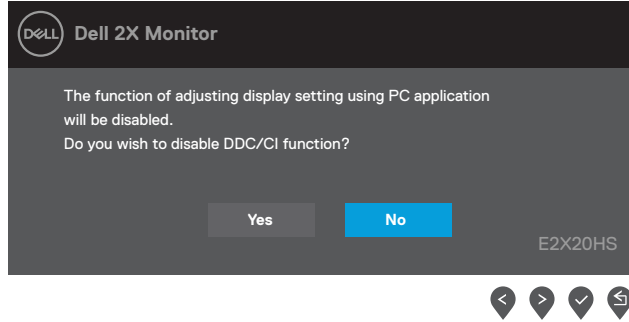 DELL Dell 2X Monitor
The function of adjusting display setting using PC application
will be disabled.
Do you wish to disable DDC/CI function?
Yes No
E2X20HS